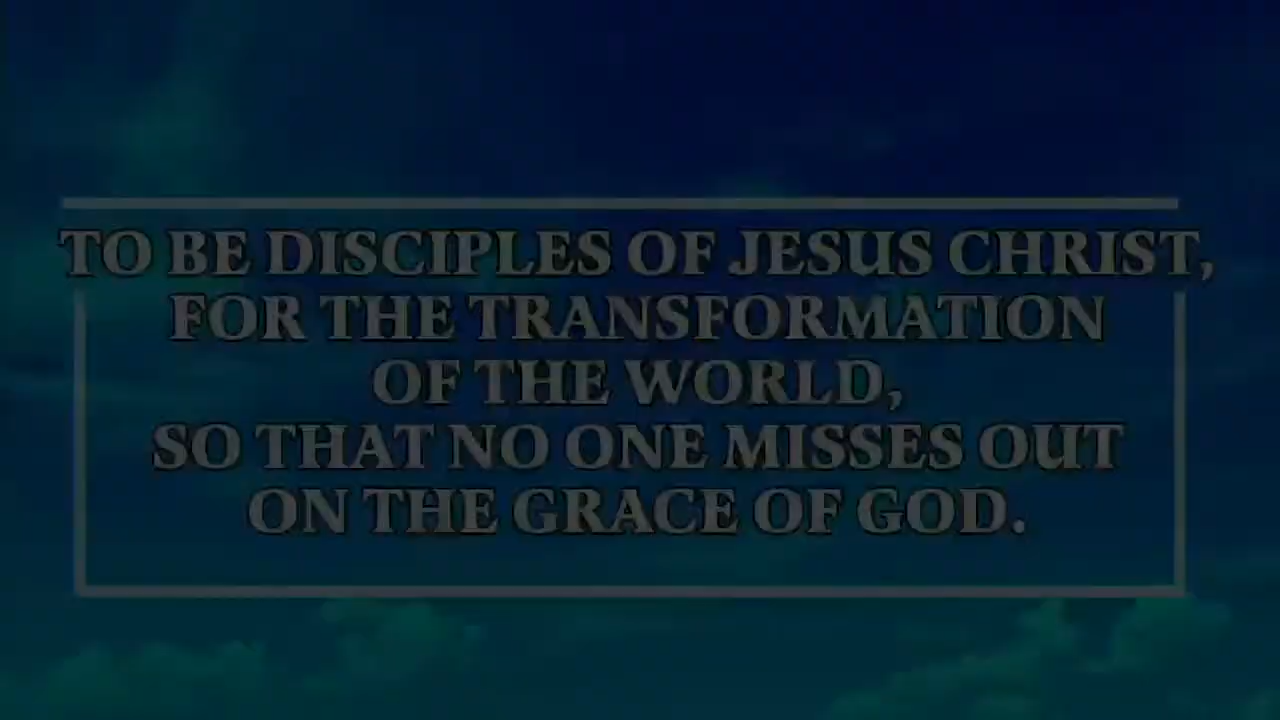 TO BE DISCIPLES OF JESUS CHRIST,
FOR THE TRANSFORMATION
OF THE WORLD,
SO THAT NO ONE MISSES OUT
ON THE GRACE OF GOD.